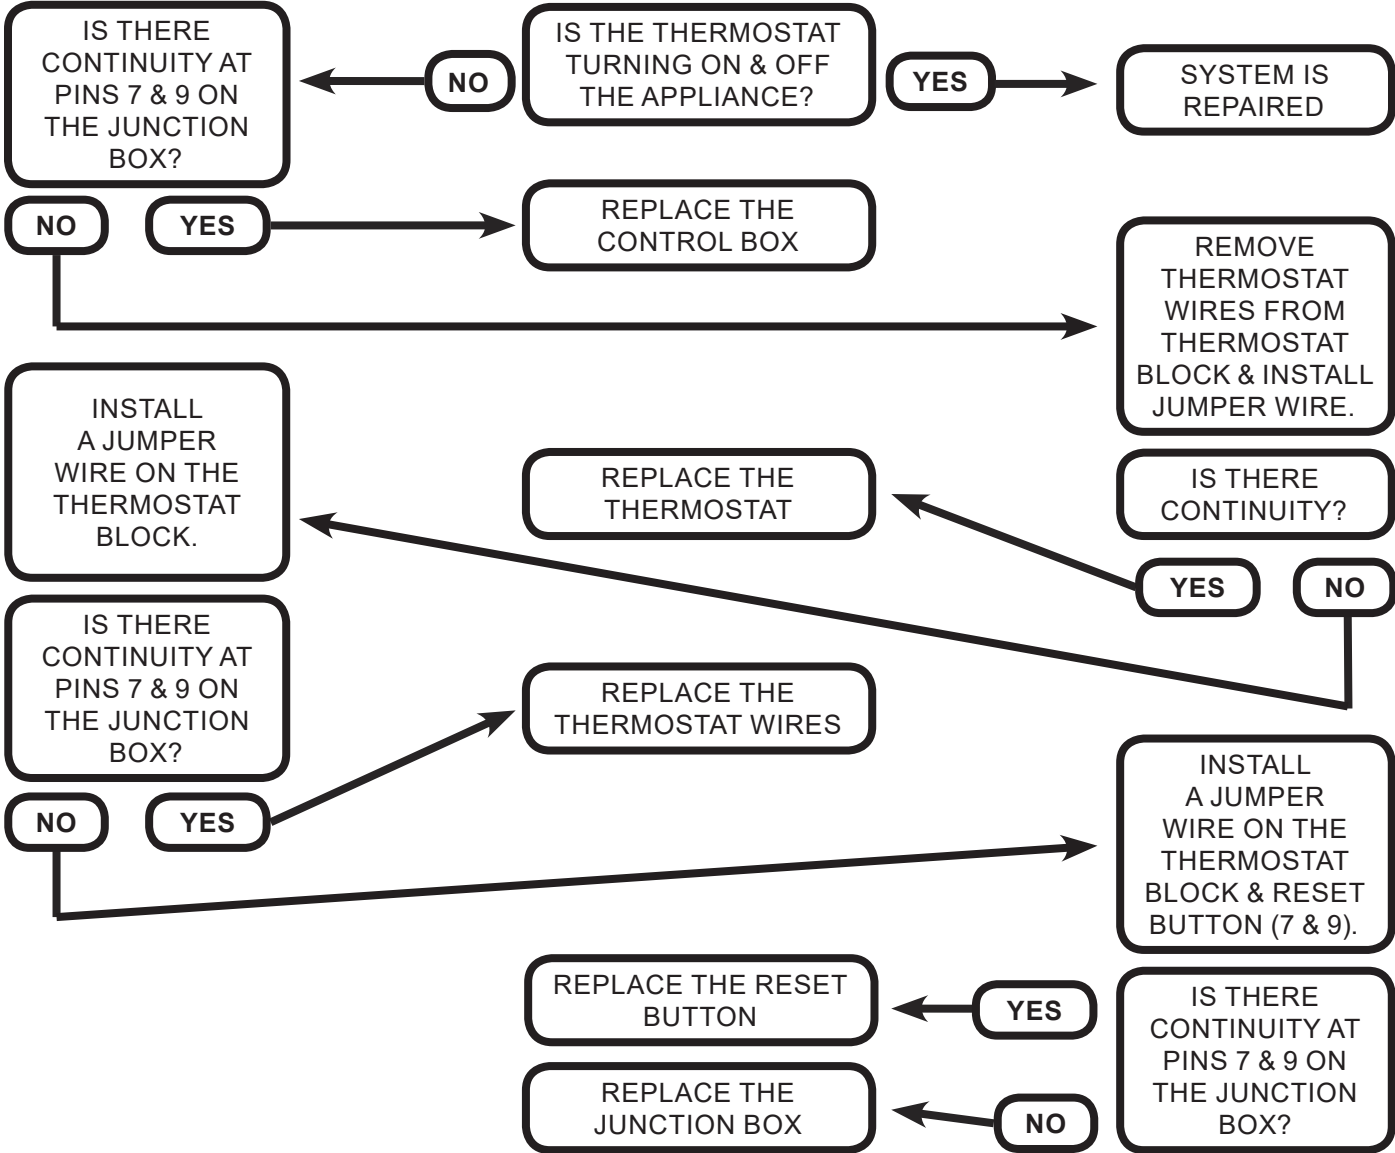 IS THERE
CONTINUITY AT
PINS 7 & 9 ON
THE JUNCTION
BOX?
NO
IS THE THERMOSTAT
TURNING ON & OFF
THE APPLIANCE?
YES
SYSTEM IS
REPAIRED
NO
YES
REPLACE THE
CONTROL BOX
REMOVE
THERMOSTAT
WIRES FROM
THERMOSTAT
BLOCK & INSTALL
JUMPER WIRE.
INSTALL
A JUMPER
WIRE ON THE
THERMOSTAT
BLOCK.
REPLACE THE
THERMOSTAT
IS THERE
CONTINUITY?
YES
NO
IS THERE
CONTINUITY AT
PINS 7 & 9 ON
THE JUNCTION
BOX?
REPLACE THE
THERMOSTAT WIRES
NO
YES
INSTALL
A JUMPER
WIRE ON THE
THERMOSTAT
BLOCK & RESET
BUTTON (7 & 9).
REPLACE THE RESET
BUTTON
YES
IS THERE
CONTINUITY AT
PINS 7 & 9 ON
THE JUNCTION
BOX?
REPLACE THE
JUNCTION BOX
NO